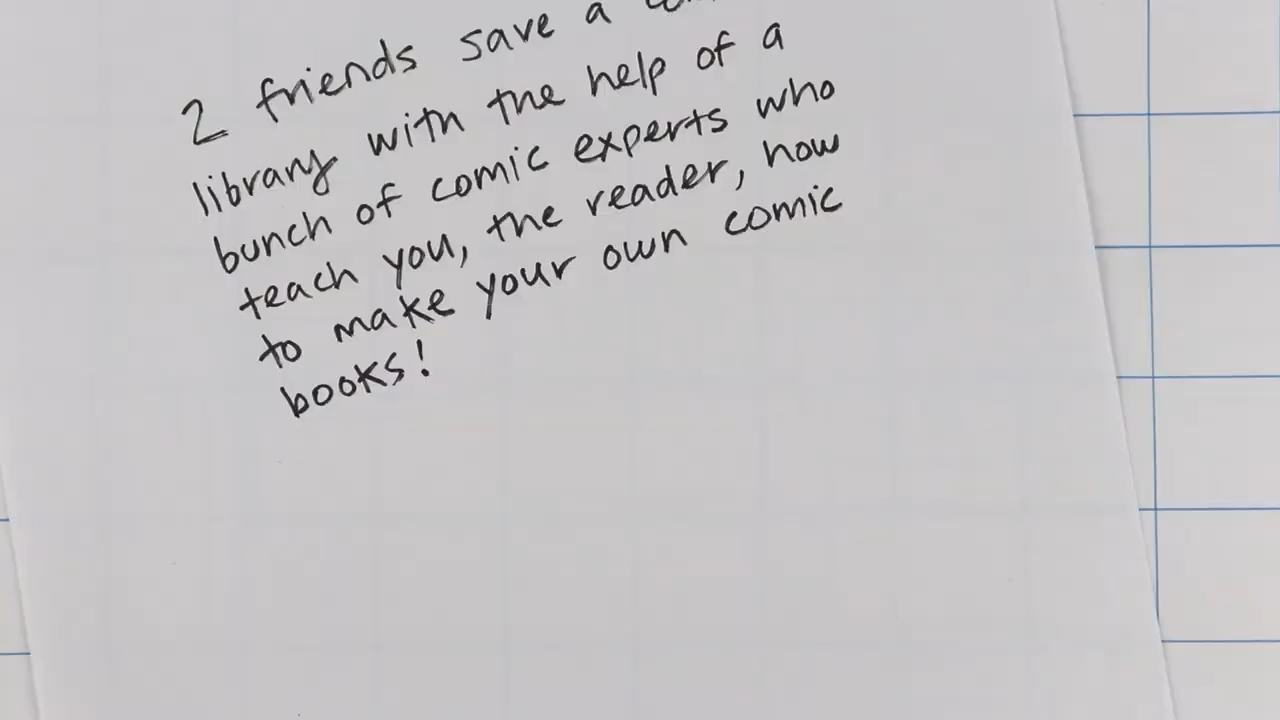 2 friends save a
library with the help of a
bunch of comic experts who
teach you, the reader, how
to make your own comic
books!